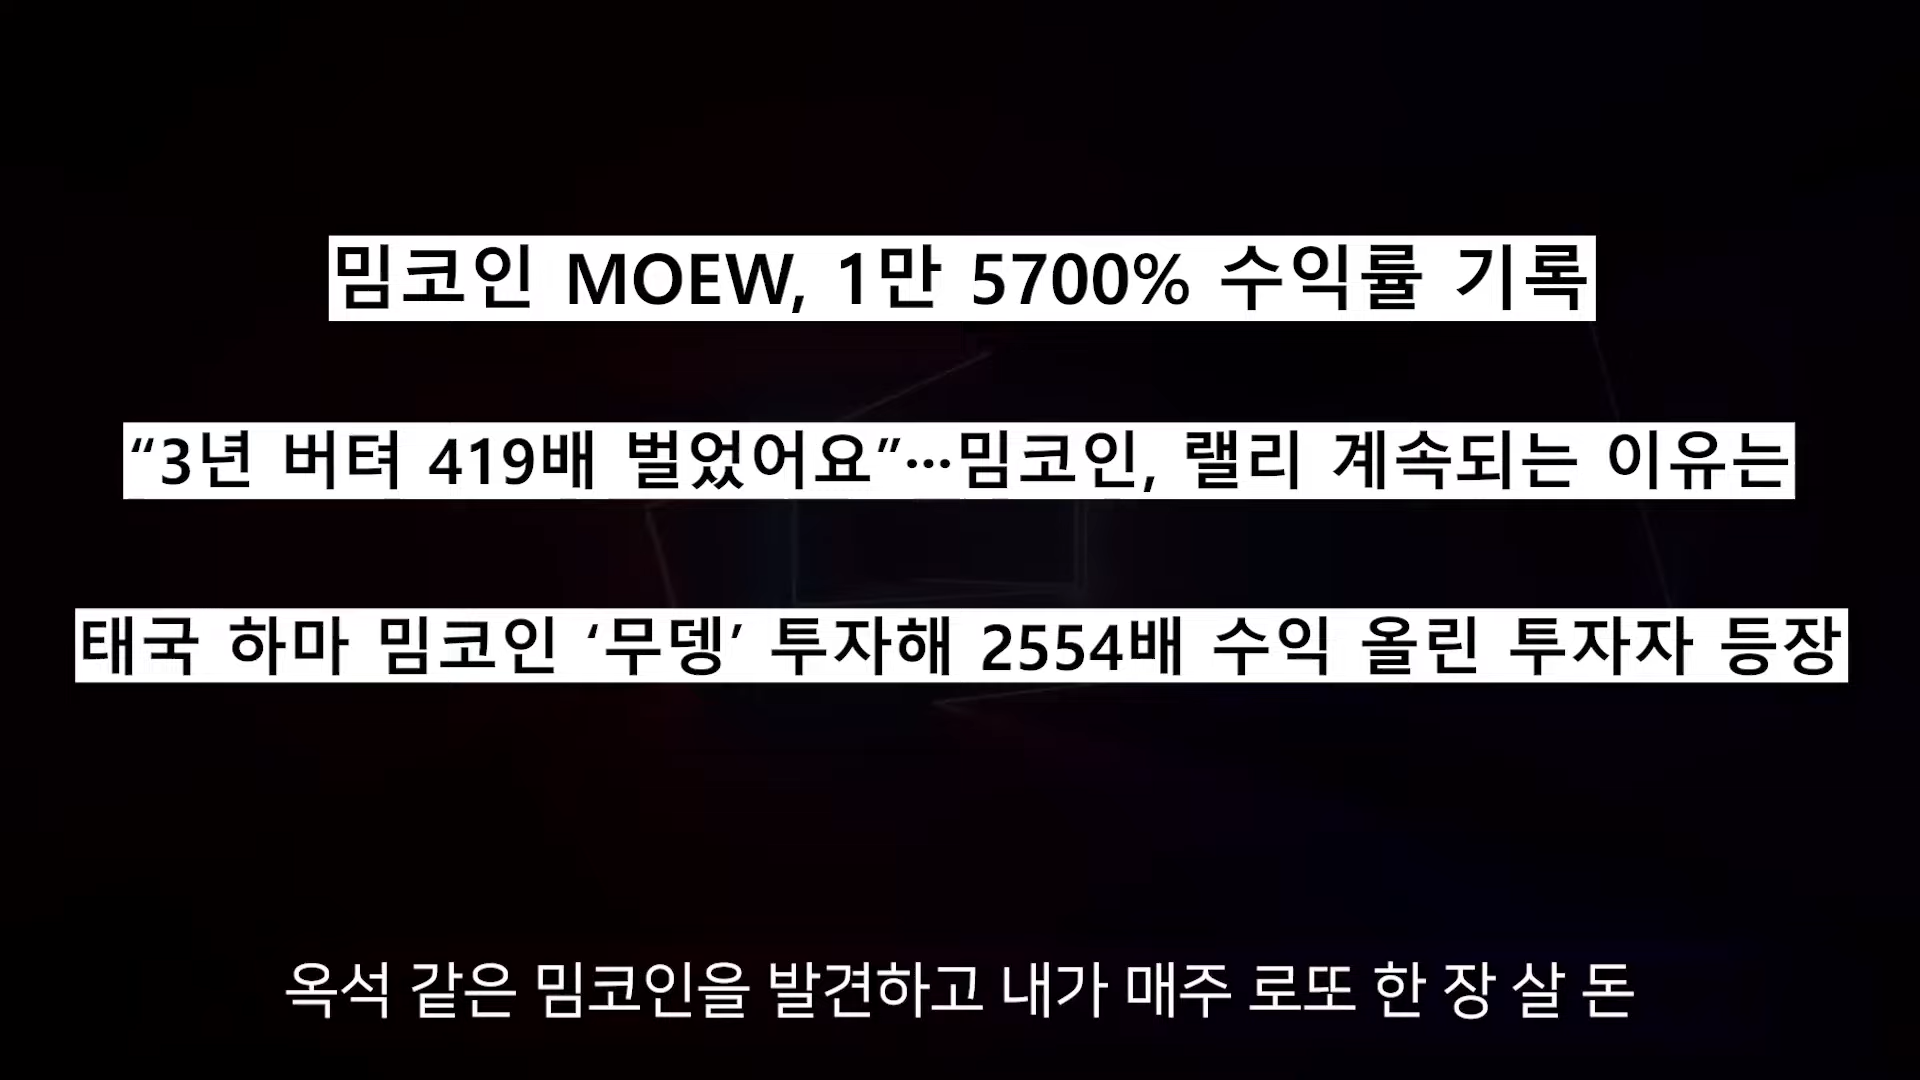 밈코인 MOEW, 1만 5700% 수익률 기록
“3년 버텨 419배 벌었어요”…밈코인, 랠리 계속되는 이유는
태국 하마 밈코인 ‘무뎅’ 투자해 2554배 수익 올린 투자자 등장
옥석 같은 밈코인을 발견하고 내가 매주 로또 한 장 살 돈